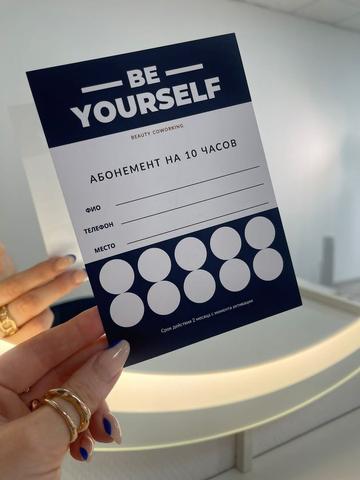 BE
YOURSELF
BEAUTY COWORKING
АБОНЕМЕНТ НА 10 ЧАСОВ
ФИО
ТЕЛЕФОН
МЕСТО
Срок действия 2 месяца с момента активации